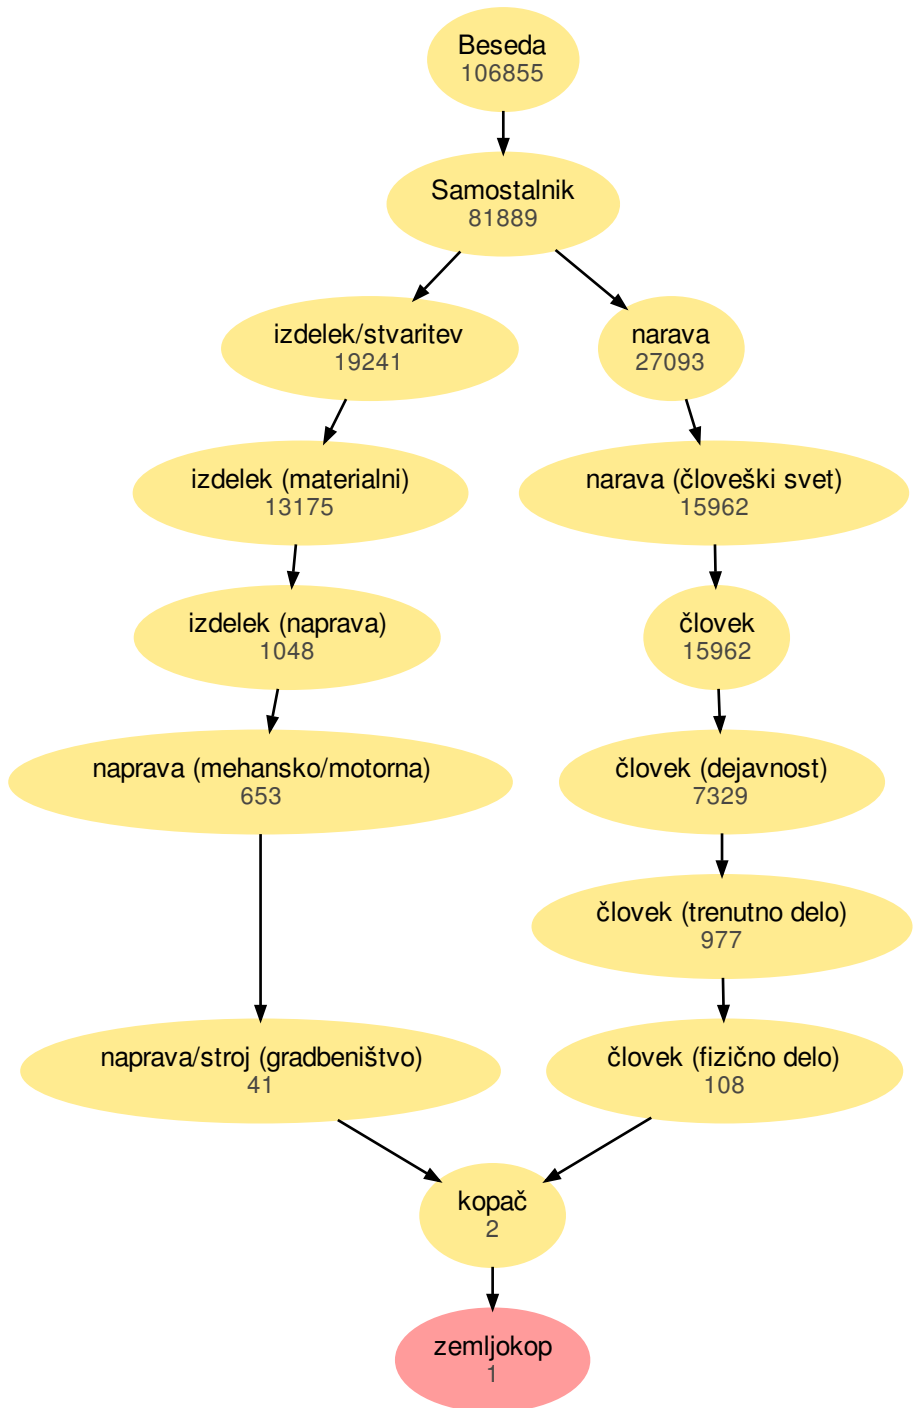 Beseda
106855
Samostalnik
81889
izdelek/stvaritev
19241
narava
27093
izdelek (materialni)
13175
narava (človeški svet)
15962
izdelek (naprava)
1048
človek
15962
naprava (mehansko/motorna)
653
človek (dejavnost)
7329
človek (trenutno delo)
977
naprava/stroj (gradbeništvo)
41
človek (fizično delo)
108
kopač
2
zemljokop
1